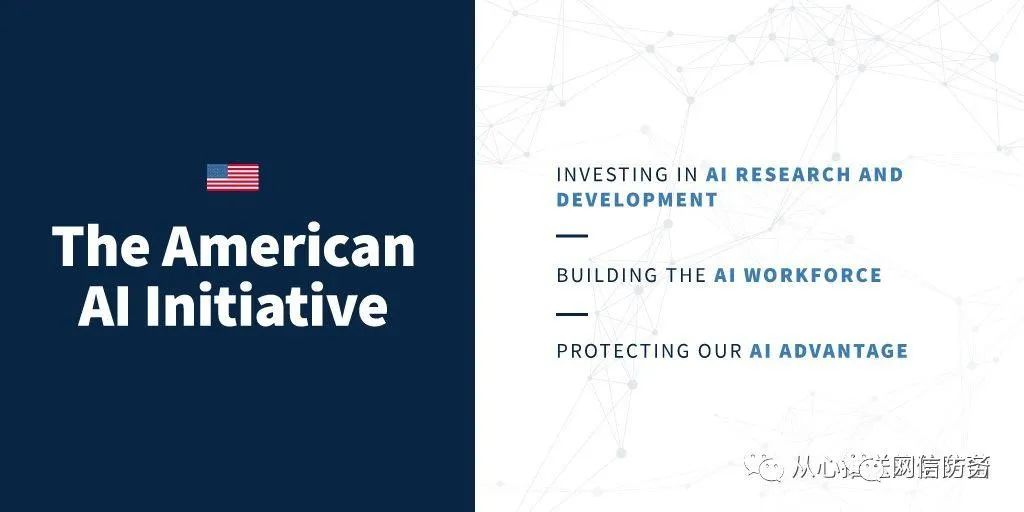 The American
AI Initiative
INVESTING IN AI RESEARCH AND
DEVELOPMENT
BUILDING THE AI WORKFORCE
PROTECTING OUR AI ADVANTAGE
从心
网信防务